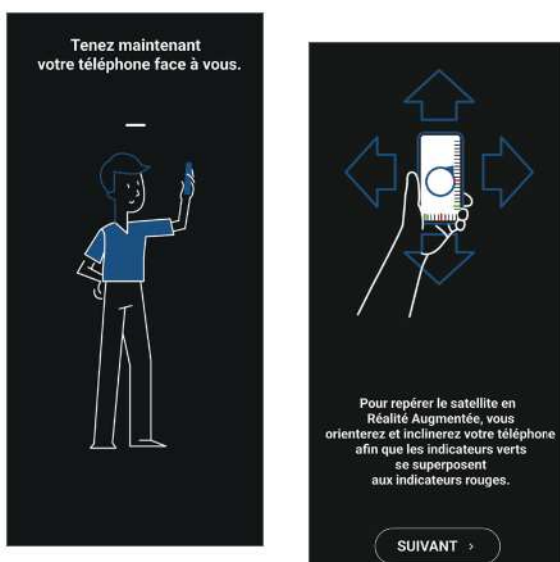 Tenez maintenant
votre téléphone face à vous.
Pour repérer le satellite en
Réalité Augmentée, vous
orienterez et inclinerez votre téléphone
afin que les indicateurs verts
se superposent
aux indicateurs rouges.
SUIVANT >